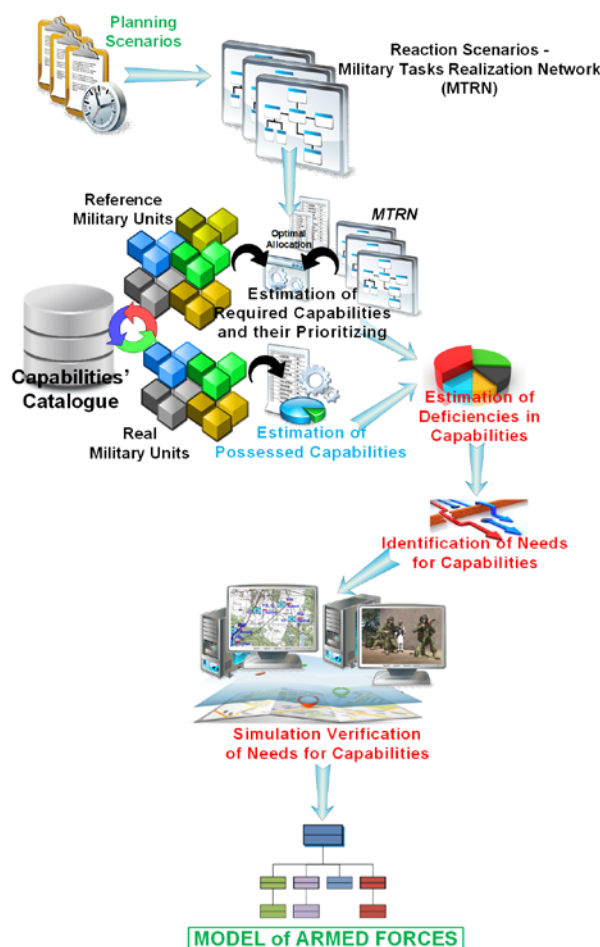 Planning
Scenarios
Reaction Scenarios -
Military Tasks Realization Network
(MTRN)
Reference
Military Units
MTRN
Optimal
Allocation
Estimation of
Required Capabilities
and their Prioritizing
Capabilities'
Catalogue
Real
Military Units
Estimation of
Possessed Capabilities
Estimation of
Deficiencies in
Capabilities
Identification of Needs
for Capabilities
Simulation Verification
of Needs for Capabilities
MODEL of ARMED FORCES